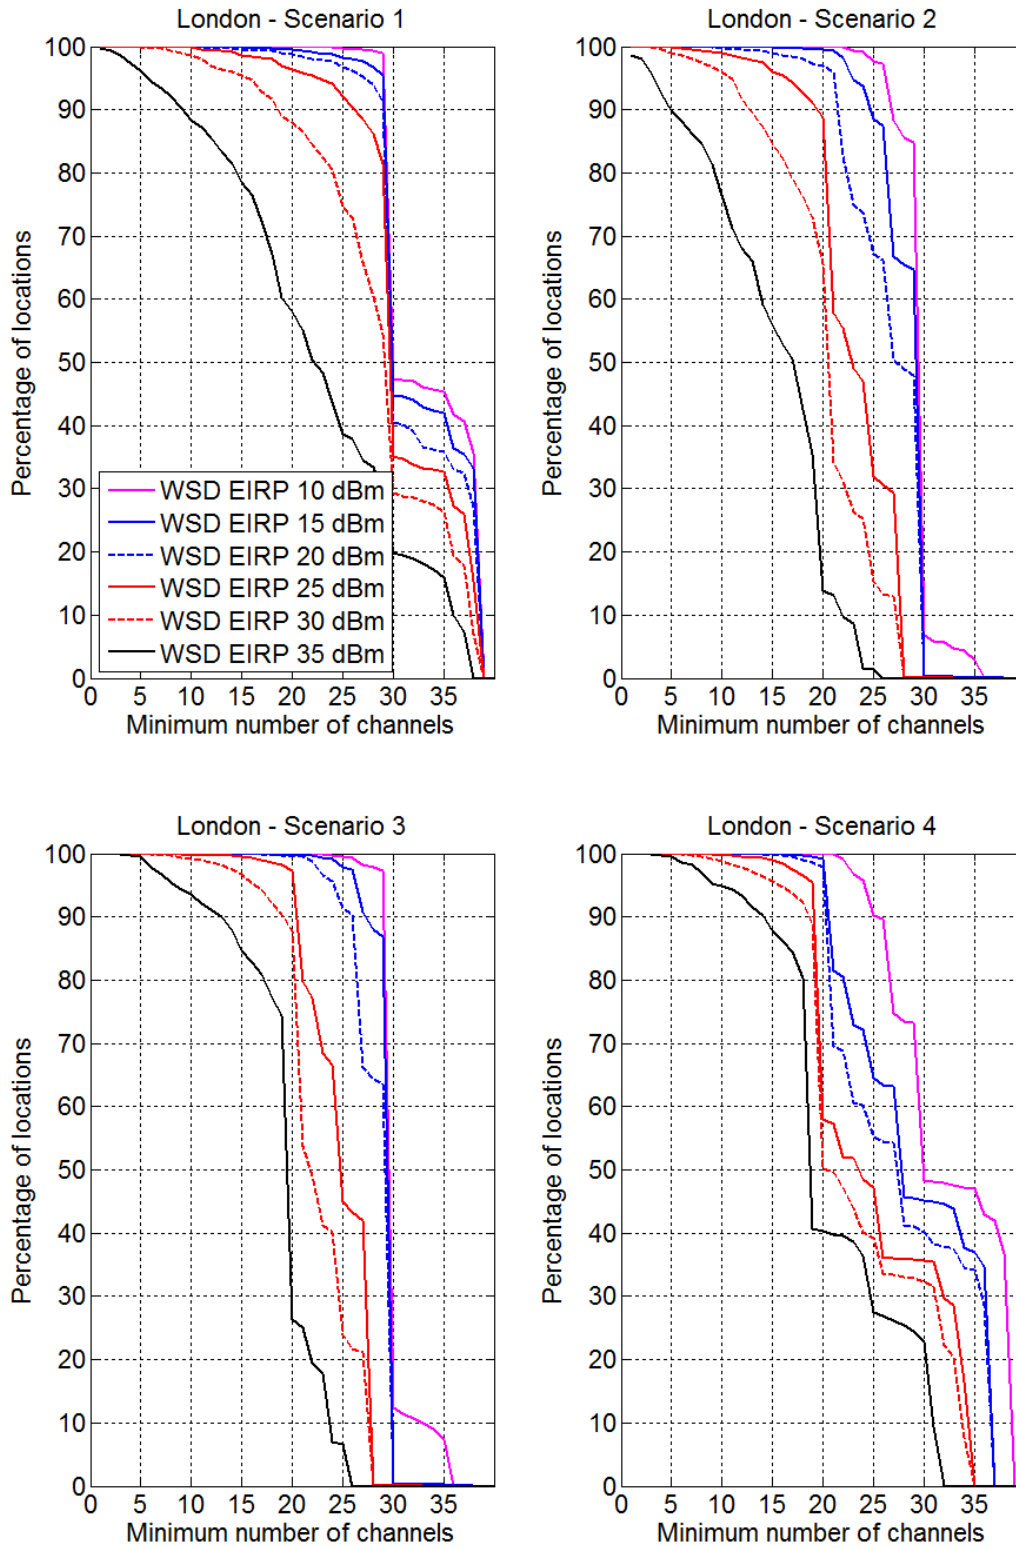 London - Scenario 1
100
90
80
70
60
50
40
30
20
10
0
Percentage of locations
WSD EIRP 10 dBm
WSD EIRP 15 dBm
WSD EIRP 20 dBm
WSD EIRP 25 dBm
WSD EIRP 30 dBm
WSD EIRP 35 dBm
0 5 10 15 20 25 30 35
Minimum number of channels
London - Scenario 2
100
90
80
70
60
50
40
30
20
10
0
Percentage of locations
0 5 10 15 20 25 30 35
Minimum number of channels
London - Scenario 3
100
90
80
70
60
50
40
30
20
10
0
Percentage of locations
0 5 10 15 20 25 30 35
Minimum number of channels
London - Scenario 4
100
90
80
70
60
50
40
30
20
10
0
Percentage of locations
0 5 10 15 20 25 30 35
Minimum number of channels